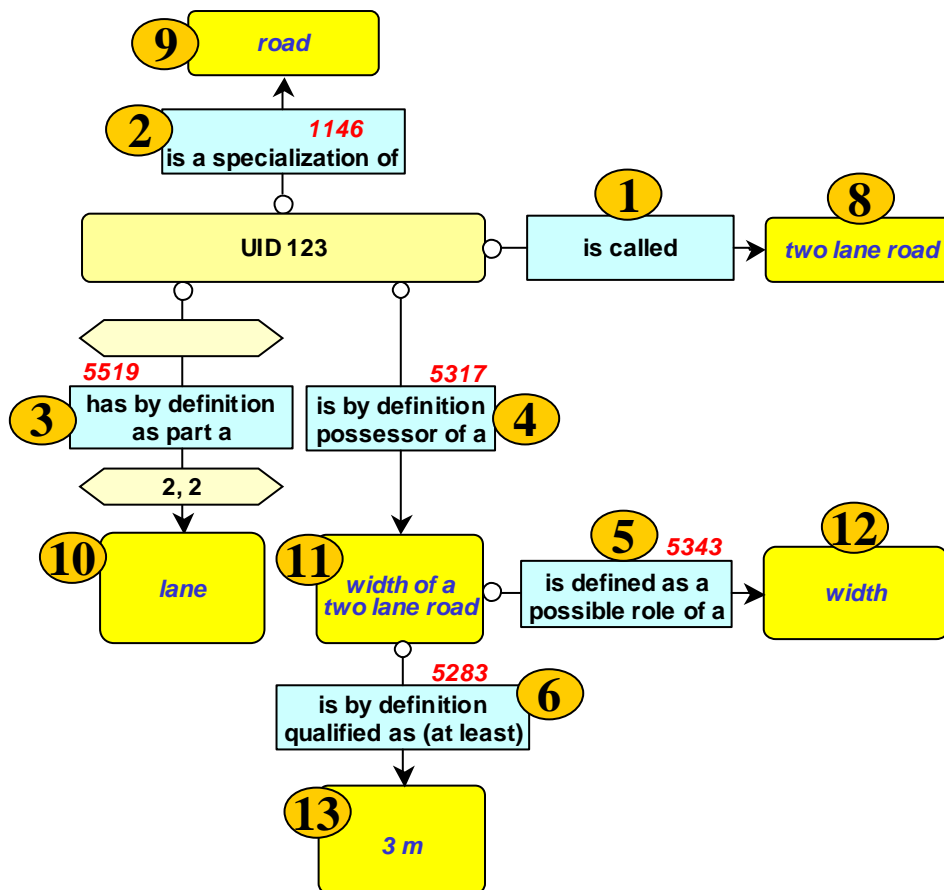 9
road
2
1146
is a specialization of
1
8
UID 123
is called
two lane road
5519
5317
3
has by definition
as part a
is by definition
possessor of a
4
2, 2
10
lane
11
width of a
two lane road
5
5343
is defined as a
possible role of a
12
width
5283
6
is by definition
qualified as (at least)
13
3 m